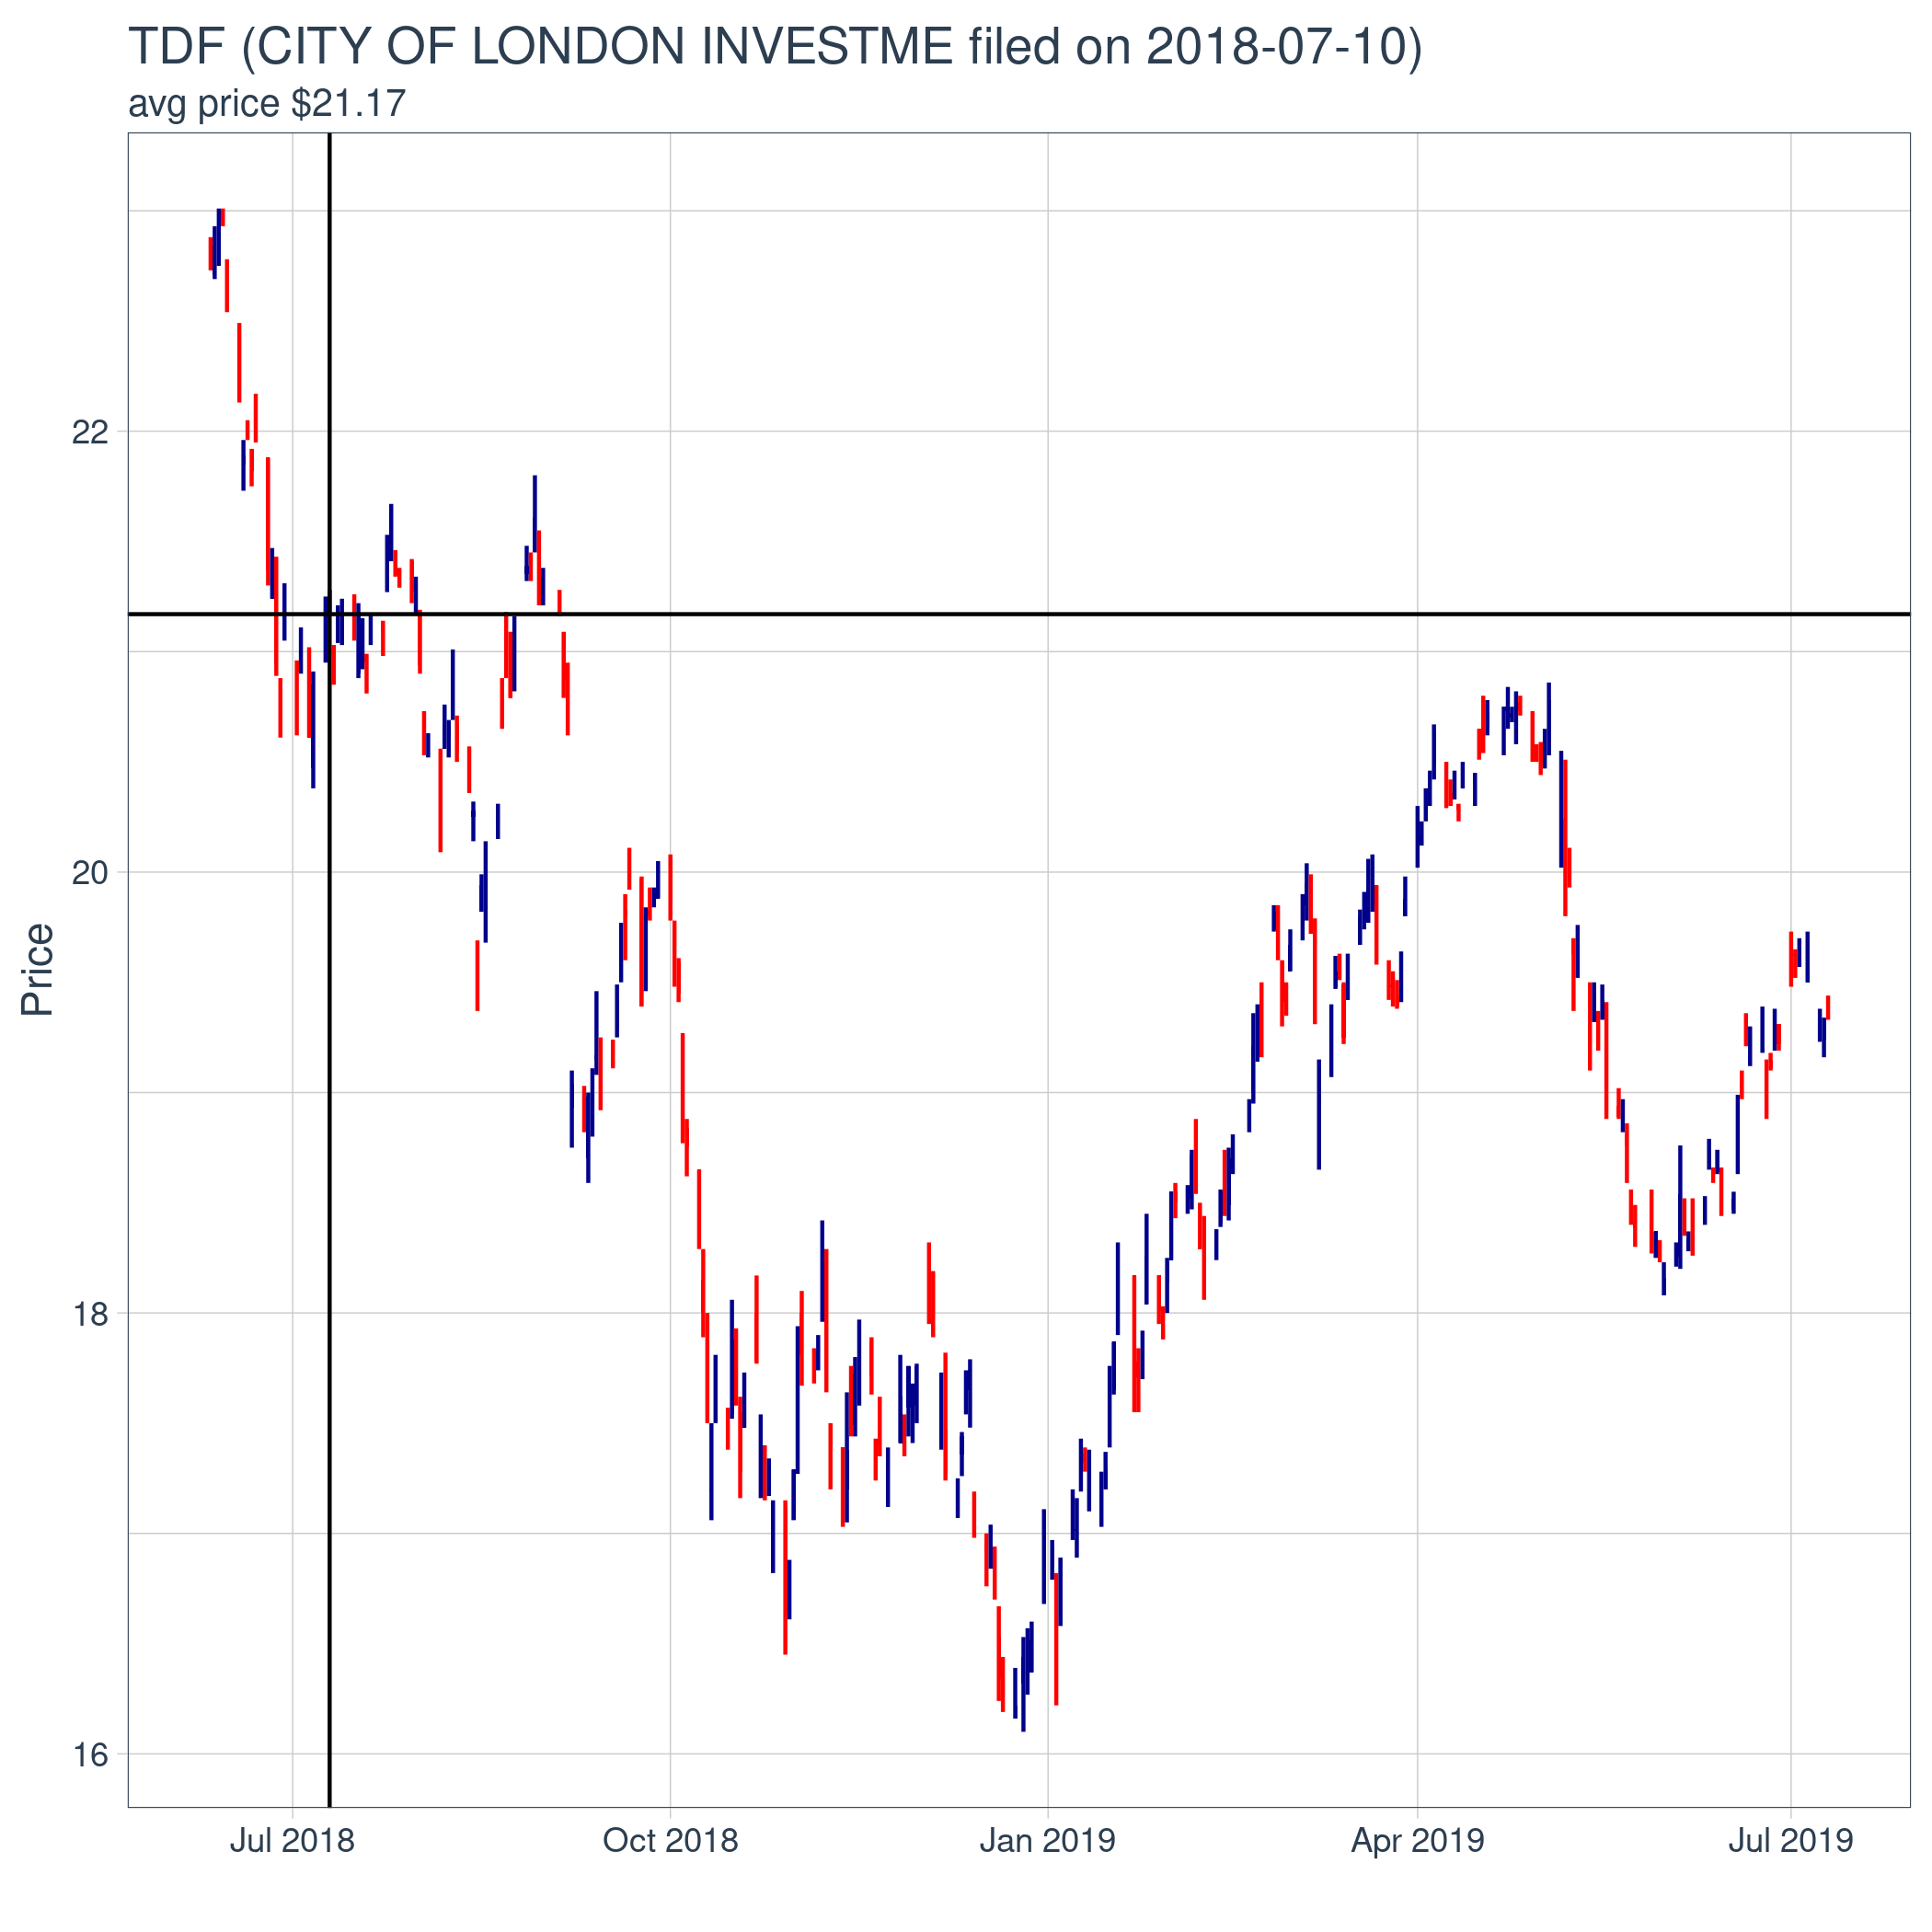 TDF (CITY OF LONDON INVESTME filed on 2018-07-10)
avg price $21.17
22
20
18
16
Price
Jul 2018
Oct 2018
Jan 2019
Apr 2019
Jul 2019